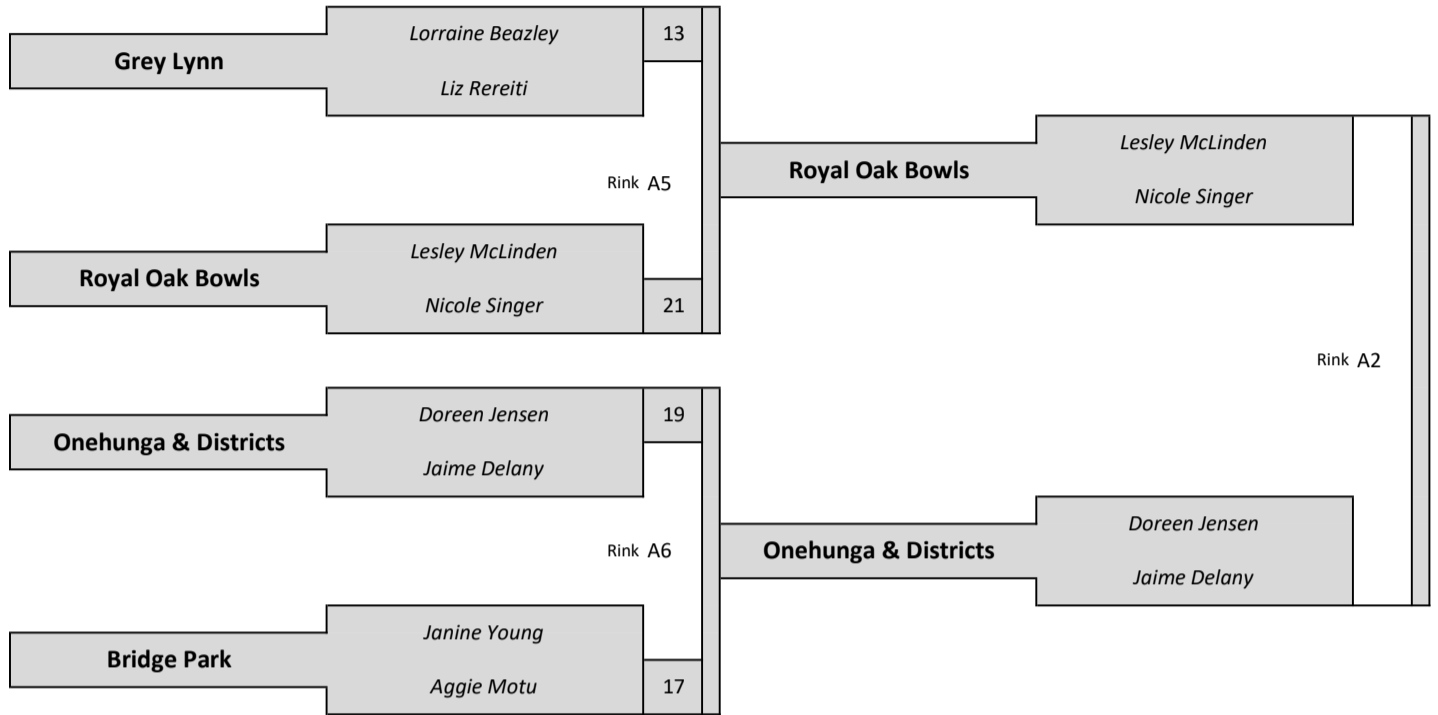 Lorraine Beazley 13
Grey Lynn
Liz Rereiti
Rink A5
Lesley McLinden
Royal Oak Bowls
Nicole Singer 21
Doreen Jensen 19
Onehunga & Districts
Jaime Delany
Rink A6
Janine Young
Bridge Park
Aggie Motu 17
Lesley McLinden
Royal Oak Bowls
Nicole Singer
Rink A2
Doreen Jensen
Onehunga & Districts
Jaime Delany